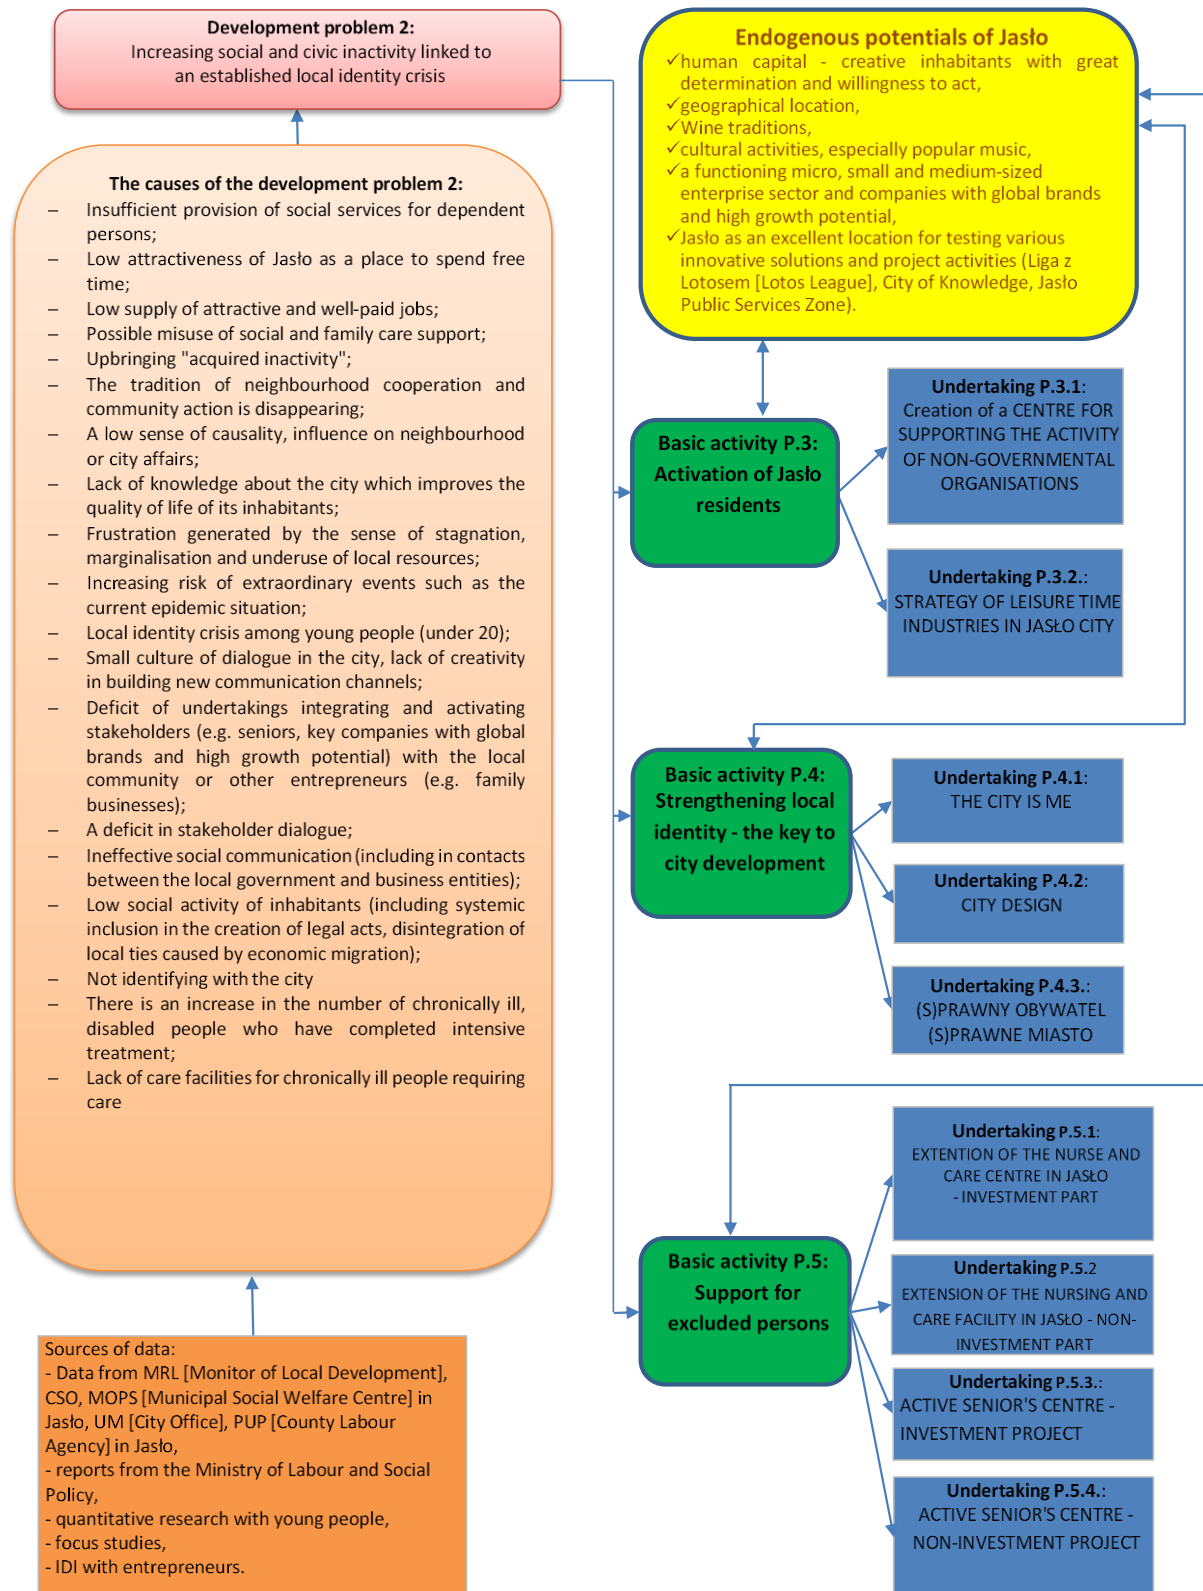 Development problem 2:
Increasing social and civic inactivity linked to
an established local identity crisis
The causes of the development problem 2:
– Insufficient provision of social services for dependent
persons;
– Low attractiveness of Jasło as a place to spend free
time;
– Low supply of attractive and well-paid jobs;
– Possible misuse of social and family care support;
– Upbringing "acquired inactivity";
– The tradition of neighbourhood cooperation and
community action is disappearing;
– A low sense of causality, influence on neighbourhood
or city affairs;
– Lack of knowledge about the city which improves the
quality of life of its inhabitants;
– Frustration generated by the sense of stagnation,
marginalisation and underuse of local resources;
– Increasing risk of extraordinary events such as the
current epidemic situation;
– Local identity crisis among young people (under 20);
– Small culture of dialogue in the city, lack of creativity
in building new communication channels;
– Deficit of undertakings integrating and activating
stakeholders (e.g. seniors, key companies with global
brands and high growth potential) with the local
community or other entrepreneurs (e.g. family
businesses);
– A deficit in stakeholder dialogue;
– Ineffective social communication (including in contacts
between the local government and business entities);
– Low social activity of inhabitants (including systemic
inclusion in the creation of legal acts, disintegration of
local ties caused by economic migration);
– Not identifying with the city
– There is an increase in the number of chronically ill,
disabled people who have completed intensive
treatment;
– Lack of care facilities for chronically ill people requiring
care
Sources of data:
- Data from MRL [Monitor of Local Development],
CSO, MOPS [Municipal Social Welfare Centre] in
Jasło, UM [City Office], PUP [County Labour
Agency] in Jasło,
- reports from the Ministry of Labour and Social
Policy,
- quantitative research with young people,
- focus studies,
- IDI with entrepreneurs.
Endogenous potentials of Jasło
✓human capital - creative inhabitants with great
determination and willingness to act,
✓geographical location,
✓Wine traditions,
✓cultural activities, especially popular music,
✓a functioning micro, small and medium-sized
enterprise sector and companies with global brands
and high growth potential,
✓Jasło as an excellent location for testing various
innovative solutions and project activities (Liga z
Lotosem [Lotos League], City of Knowledge, Jasło
Public Services Zone).
Basic activity P.3:
Activation of Jasło
residents
Undertaking P.3.1:
Creation of a CENTRE FOR
SUPPORTING THE ACTIVITY
OF NON-GOVERNMENTAL
ORGANISATIONS
Undertaking P.3.2.:
STRATEGY OF LEISURE TIME
INDUSTRIES IN JASŁO CITY
Basic activity P.4:
Strengthening local
identity - the key to
city development
Undertaking P.4.1:
THE CITY IS ME
Undertaking P.4.2:
CITY DESIGN
Undertaking P.4.3.:
(S)PRAWNY OBYWATEL
(S)PRAWNE MIASTO
Basic activity P.5:
Support for
excluded persons
Undertaking P.5.1:
EXTENTION OF THE NURSE AND
CARE CENTRE IN JASŁO
- INVESTMENT PART
Undertaking P.5.2
EXTENSION OF THE NURSING AND
CARE FACILITY IN JASŁO - NON-
INVESTMENT PART
Undertaking P.5.3.:
ACTIVE SENIOR'S CENTRE -
INVESTMENT PROJECT
Undertaking P.5.4.:
ACTIVE SENIOR'S CENTRE -
NON-INVESTMENT PROJECT